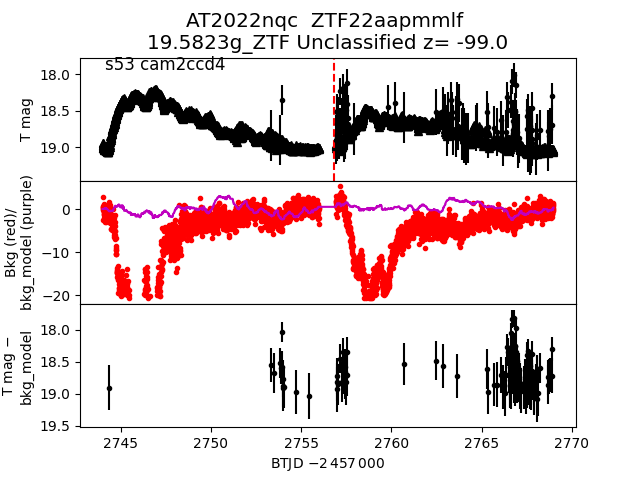 AT2022nqc  ZTF22aapmmlf
19.5823g_ZTF Unclassified z= -99.0
s53 cam2ccd4
18.0
18.5
19.0
T mag
0
−10
−20
Bkg (red)/
bkg_model (purple)
18.0
18.5
19.0
19.5
T mag −
bkg_model
2745
2750
2755
2760
2765
2770
BTJD −2 457 000